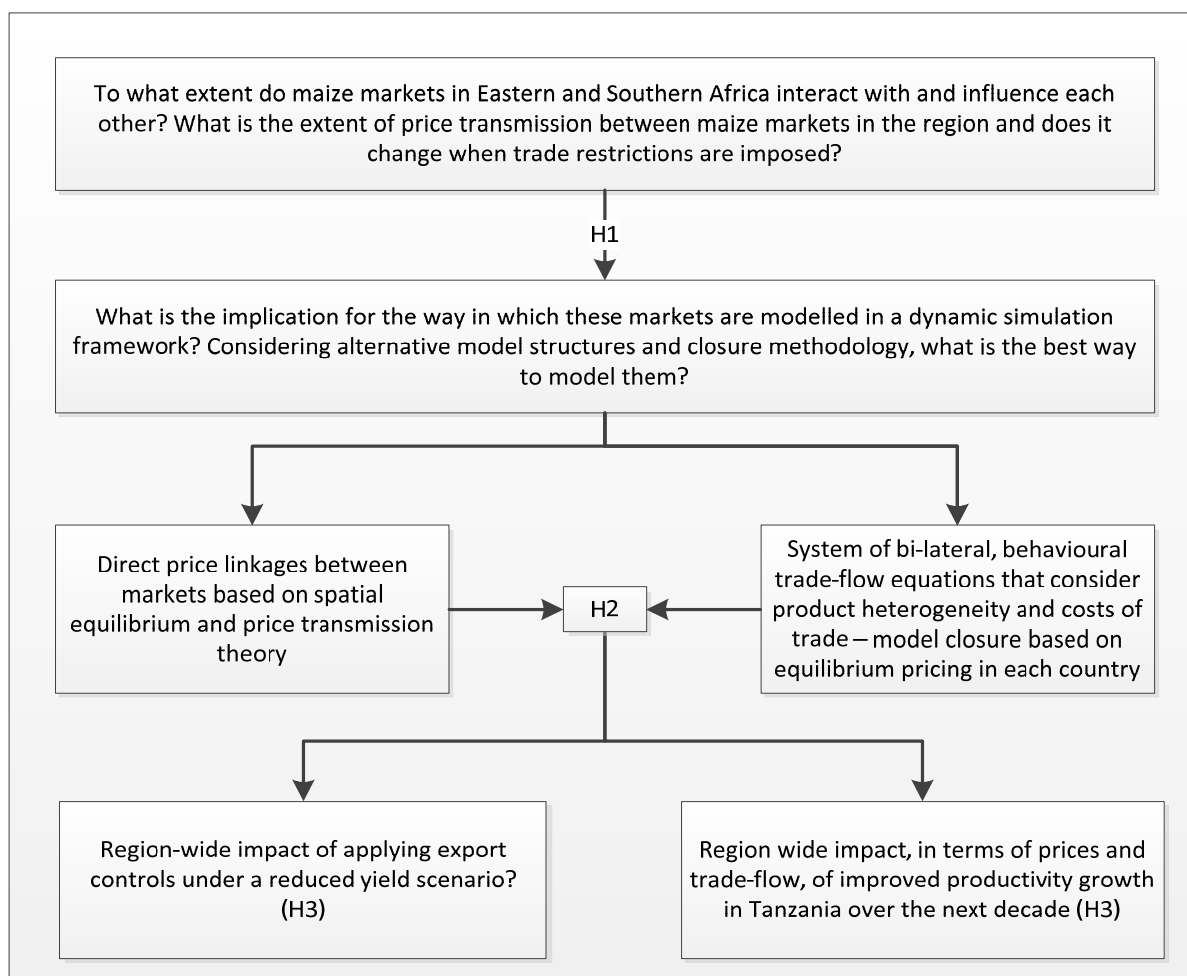 To what extent do maize markets in Eastern and Southern Africa interact with and influence each
other? What is the extent of price transmission between maize markets in the region and does it
change when trade restrictions are imposed?
H1
What is the implication for the way in which these markets are modelled in a dynamic simulation
framework? Considering alternative model structures and closure methodology, what is the best way
to model them?
Direct price linkages between
markets based on spatial
equilibrium and price transmission
theory
H2
System of bi-lateral, behavioural
trade-flow equations that consider
product heterogeneity and costs of
trade – model closure based on
equilibrium pricing in each country
Region-wide impact of applying export
controls under a reduced yield scenario?
(H3)
Region wide impact, in terms of prices and
trade-flow, of improved productivity growth
in Tanzania over the next decade (H3)